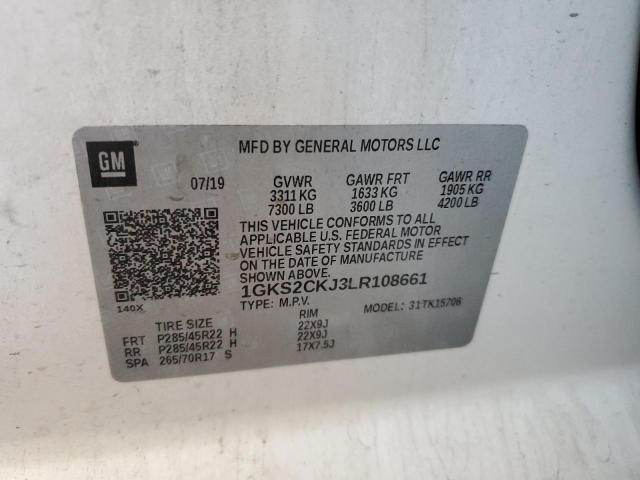 GM
MFD BY GENERAL MOTORS LLC
07/19 GVWR GAWR FRT GAWR RR
3311 KG 1633 KG 1905 KG
7300 LB 3600 LB 4200 LB
THIS VEHICLE CONFORMS TO ALL
APPLICABLE U.S. FEDERAL MOTOR
VEHICLE SAFETY STANDARDS IN EFFECT
ON THE DATE OF MANUFACTURE
SHOWN ABOVE.
1GKS2CKJ3LR108661
140X TYPE: M.P.V. MODEL: 31TK15706
TIRE SIZE RIM
FRT P285/45R22 H 22X9J
RR P285/45R22 H 22X9J
SPA 265/70R17 S 17X7.5J